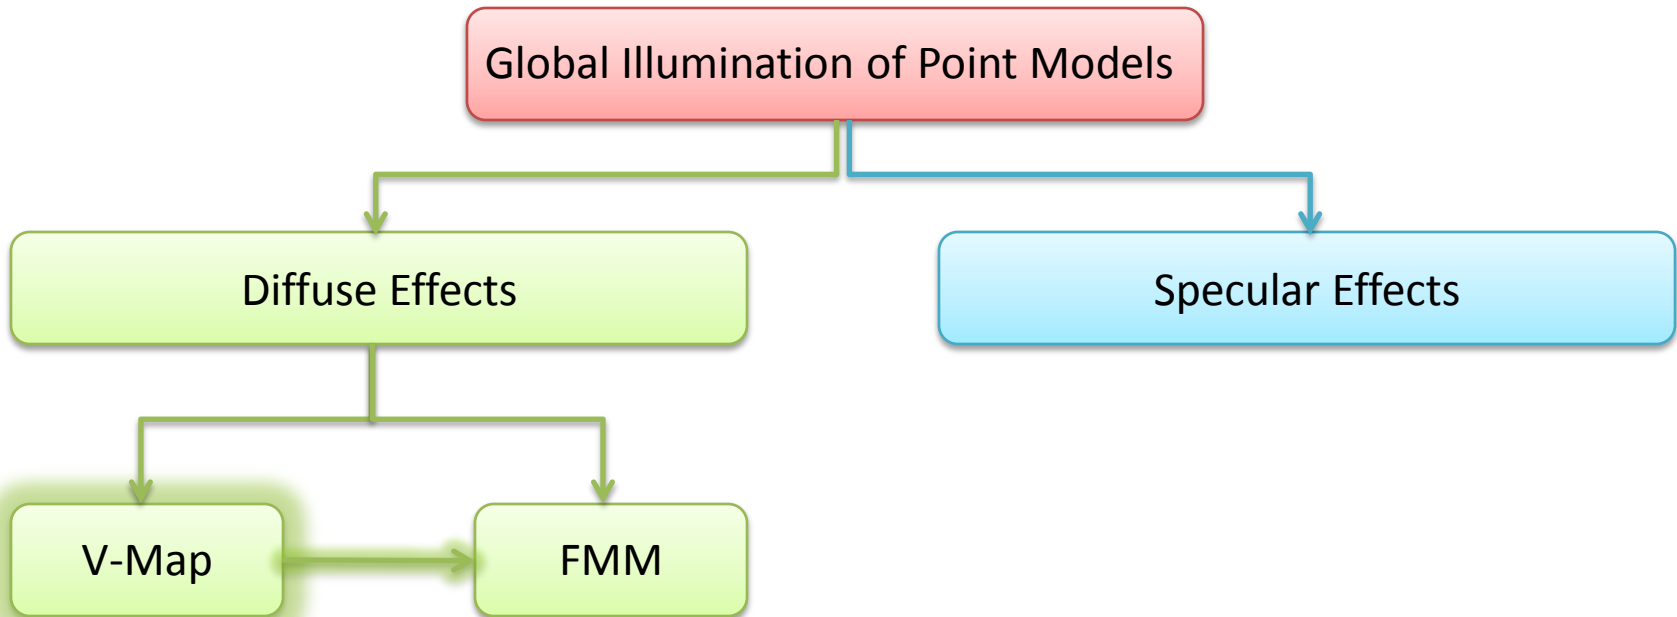 Global Illumination of Point Models
Diffuse Effects
Specular Effects
V-Map
FMM